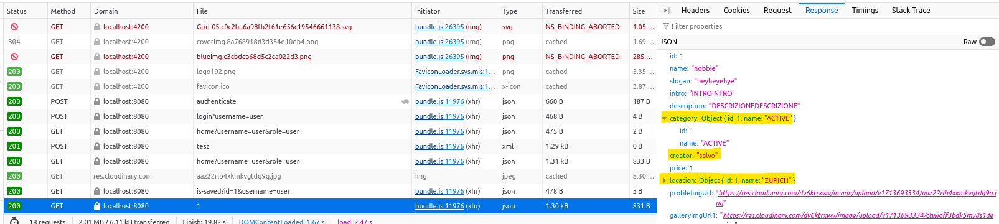 Status Method Domain File Initiator Type Transferred Size
GET localhost:4200 Grid-05.c0c2ba6a98fb2f61e656c19546661138.svg bundle.js:26395 (img) svg NS_BINDING_ABORTED 1.05 …
304 GET localhost:4200 coverImg.8a768918d3d354d10db4.png bundle.js:26395 (img) png cached 1.69 …
GET localhost:4200 blueImg.c3cbdcb68d5c2ca022d3.png bundle.js:26395 (img) png NS_BINDING_ABORTED 285.…
200 GET localhost:4200 logo192.png FaviconLoader.sys.mjs:1… png cached 5.35 …
200 GET localhost:4200 favicon.ico FaviconLoader.sys.mjs:1… x-icon cached 3.87 …
200 POST localhost:8080 authenticate bundle.js:11976 (xhr) json 660 B 187 B
200 POST localhost:8080 login?username=user bundle.js:11976 (xhr) json 468 B 4 B
200 GET localhost:8080 home?username=user&role=user bundle.js:11976 (xhr) json 475 B 2 B
201 POST localhost:8080 test bundle.js:11976 (xhr) xml 1.29 kB 0 B
200 GET localhost:8080 home?username=user&role=user bundle.js:11976 (xhr) json 1.31 kB 833 B
200 GET res.cloudinary.com aaz22rlb4xkmkvgtdq9q.jpg img jpeg cached 8.30 …
200 GET localhost:8080 is-saved?id=1&username=user bundle.js:11976 (xhr) json 478 B 5 B
200 GET localhost:8080 1 bundle.js:11976 (xhr) json 1.30 kB 831 B
18 requests 2.01 MB / 6.11 kB transferred Finish: 19.82 s DOMContentLoaded: 1.67 s load: 2.47 s
Headers Cookies Request Response Timings Stack Trace
Filter properties
JSON Raw
id: 1
name: "hobbie"
slogan: "heyheyehye"
intro: "INTROINTRO"
description: "DESCRIZIONEDESCRIZIONE"
category: Object { id: 1, name: "ACTIVE" }
id: 1
name: "ACTIVE"
creator: "salvo"
price: 1
location: Object { id: 1, name: "ZURICH" }
profileImgUrl: "https://res.cloudinary.com/dv6ktrxwv/image/upload/v1713693334/aaz22rlb4xkmkvgtdq9q.j
pg"
galleryImgUrl1: "https://res.cloudinary.com/dv6ktrxwv/image/upload/v1713693334/ctwioff3bdk5my8s1de